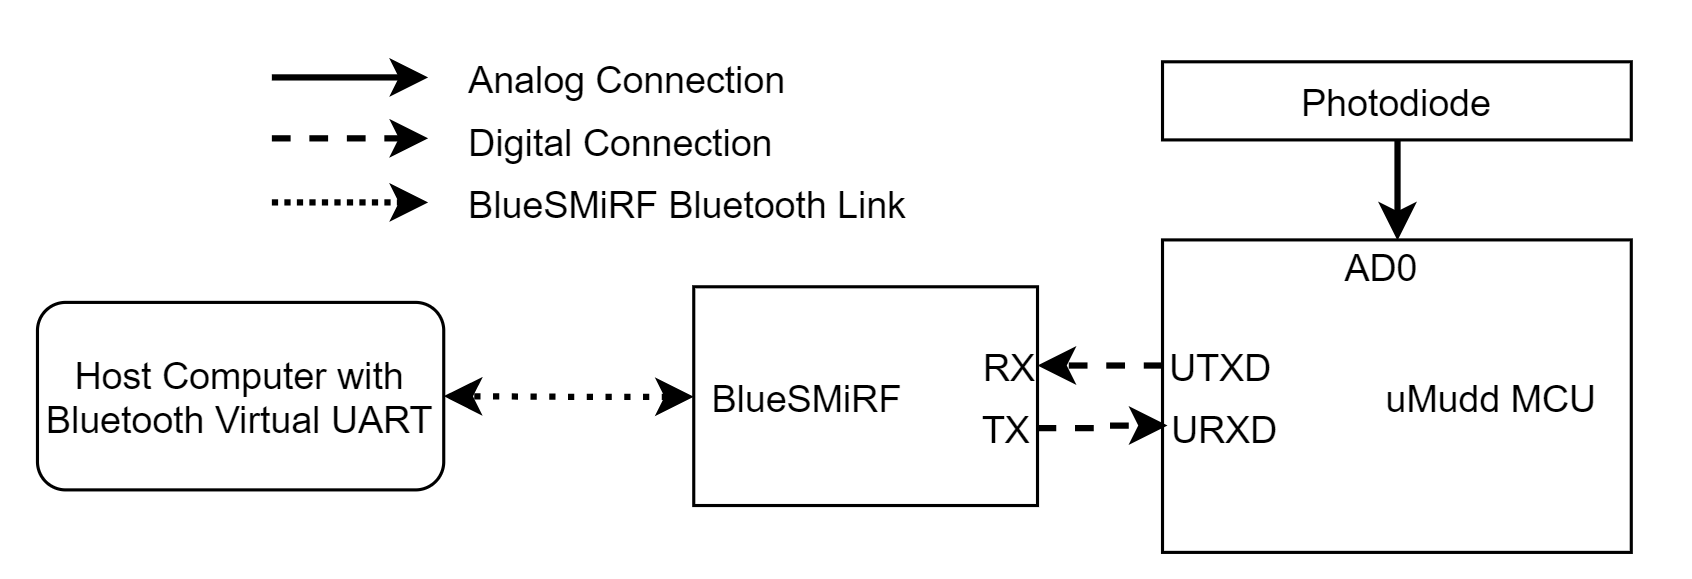 Analog Connection
Digital Connection
BlueSMiRF Bluetooth Link
Photodiode
AD0
Host Computer with
Bluetooth Virtual UART
BlueSMiRF
RX
TX
UTXD
URXD
uMudd MCU